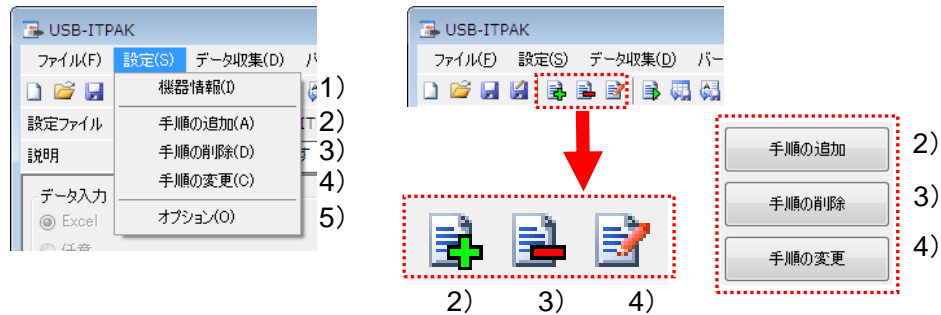 USB-ITPAK
ファイル(F) 設定(S) データ収集(D)
機器情報(I) 1)
設定ファイル 手順の追加(A) 2)
説明 手順の削除(D) 3)
手順の変更(C) 4)
データ入力
Excel オプション(O) 5)
任意
USB-ITPAK
ファイル(F) 設定(S) データ収集(D) バー
手順の追加 2)
手順の削除 3)
手順の変更 4)
2) 3) 4)